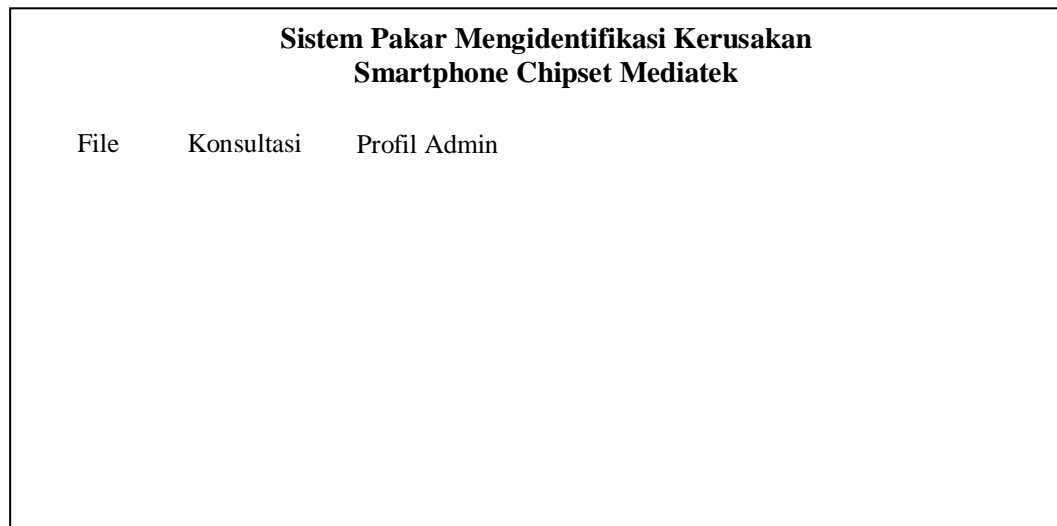 Sistem Pakar Mengidentifikasi Kerusakan
Smartphone Chipset Mediatek
File Konsultasi Profil Admin